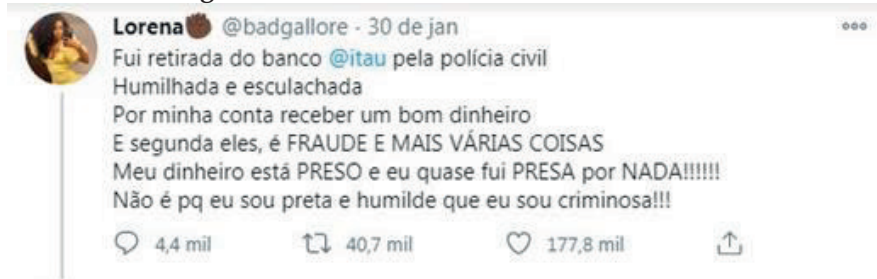 Lorena✊🏿 @badgallore · 30 de jan
Fui retirada do banco @itau pela polícia civil
Humilhada e esculachada
Por minha conta receber um bom dinheiro
E segunda eles, é FRAUDE E MAIS VÁRIAS COISAS
Meu dinheiro está PRESO e eu quase fui PRESA por NADA!!!!!!
Não é pq eu sou preta e humilde que eu sou criminosa!!!
4,4 mil 40,7 mil 177,8 mil